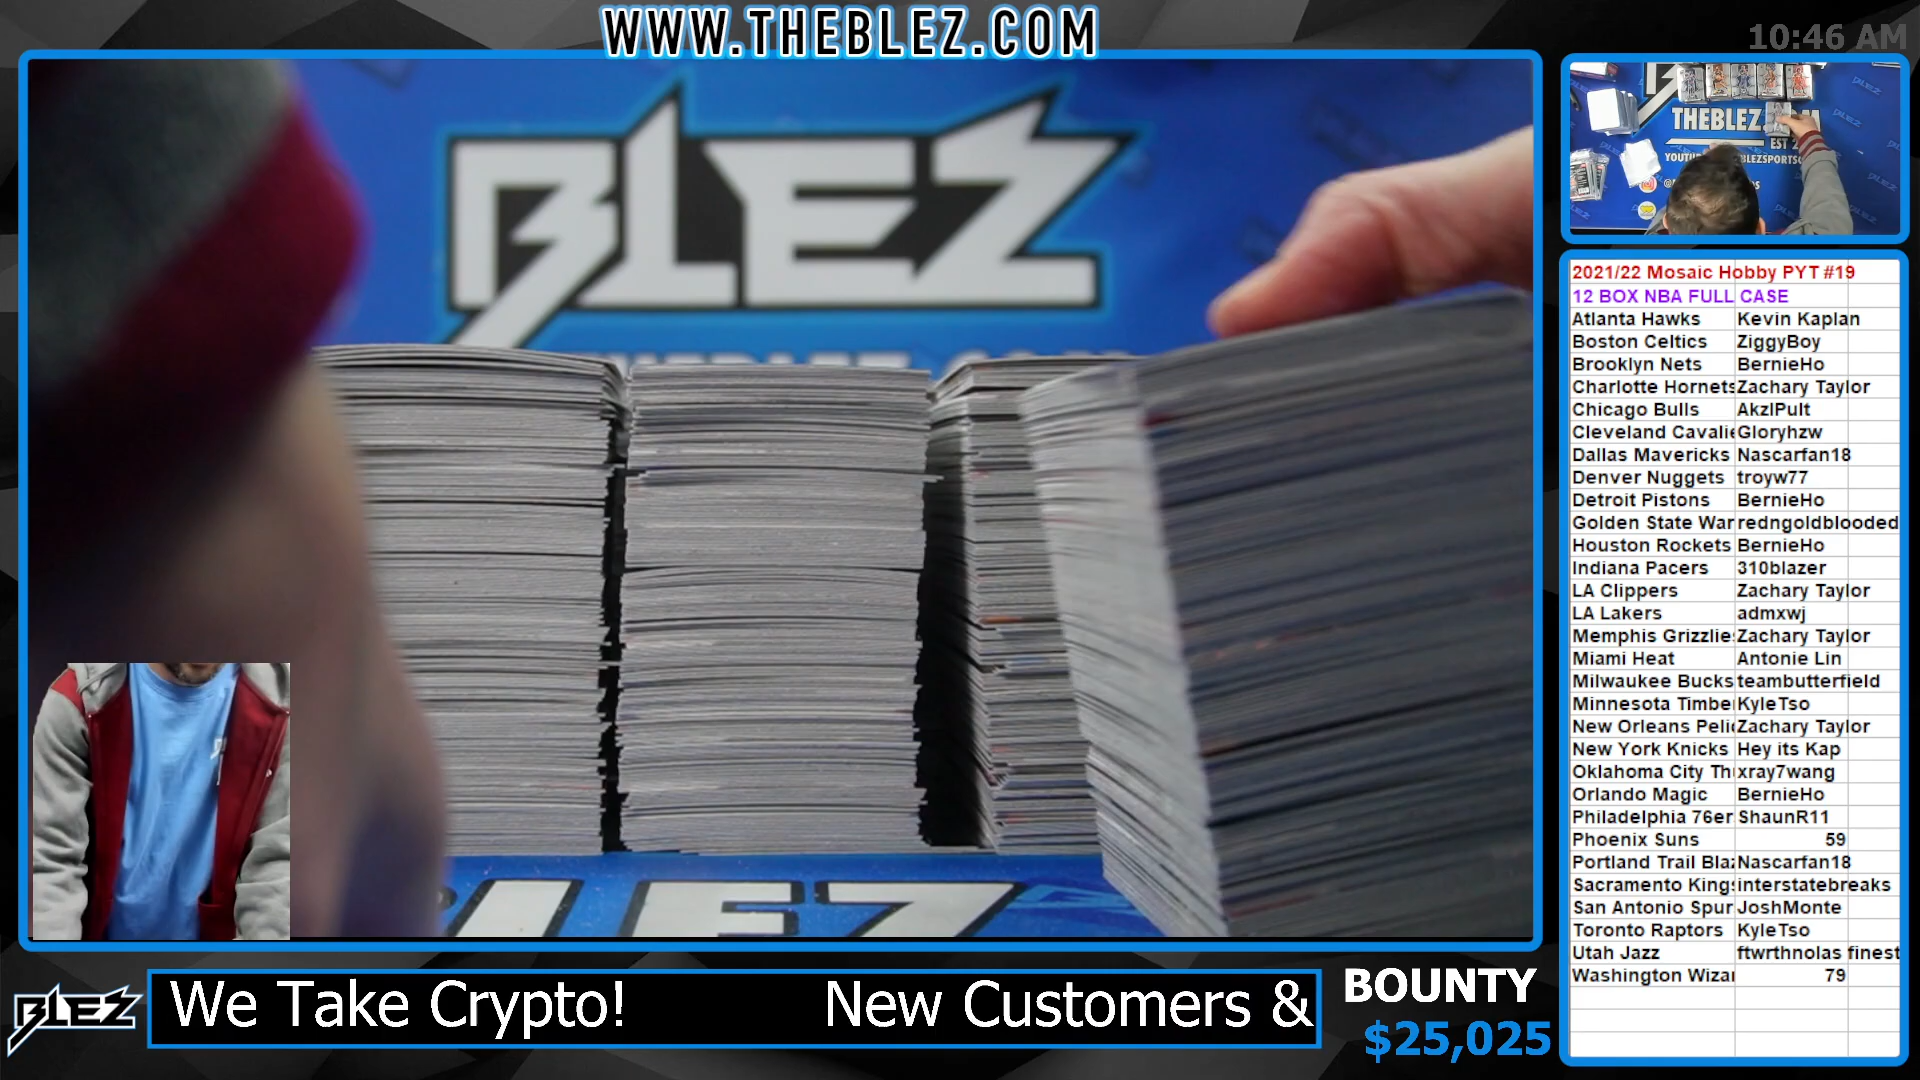 WWW.THEBLEZ.COM
10:46 AM
BLEZ
THEBLEZ
EST
2021/22 Mosaic Hobby PYT #19
12 BOX NBA FULL CASE
Atlanta Hawks Kevin Kaplan
Boston Celtics ZiggyBoy
Brooklyn Nets BernieHo
Charlotte Hornets Zachary Taylor
Chicago Bulls AkzlPult
Cleveland Cavalie Gloryhzw
Dallas Mavericks Nascarfan18
Denver Nuggets troyw77
Detroit Pistons BernieHo
Golden State War redngoldblooded
Houston Rockets BernieHo
Indiana Pacers 310blazer
LA Clippers Zachary Taylor
LA Lakers admxwj
Memphis Grizzlies Zachary Taylor
Miami Heat Antonie Lin
Milwaukee Bucks teambutterfield
Minnesota Timbe KyleTso
New Orleans Peli Zachary Taylor
New York Knicks Hey its Kap
Oklahoma City Th xray7wang
Orlando Magic BernieHo
Philadelphia 76er ShaunR11
Phoenix Suns 59
Portland Trail Blaz Nascarfan18
Sacramento Kings interstatebreaks
San Antonio Spur JoshMonte
Toronto Raptors KyleTso
Utah Jazz ftwrthnolas finest
Washington Wizar 79
BLEZ
We Take Crypto! New Customers &
BOUNTY
$25,025